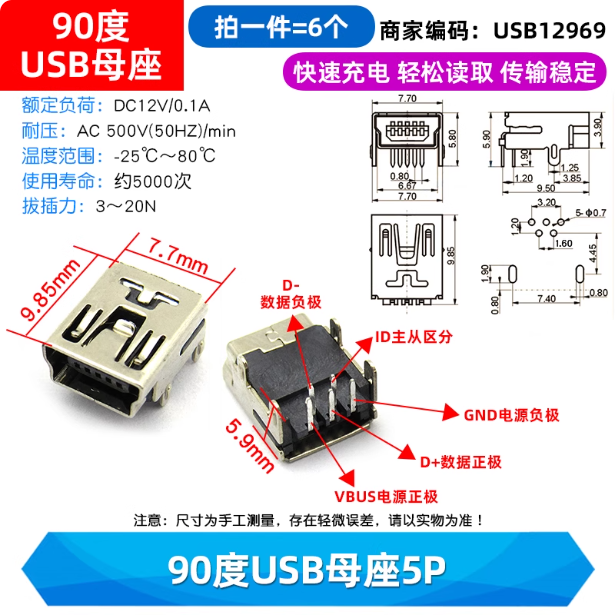 90度
USB母座
拍一件=6个
商家编码：USB12969
快速充电 轻松读取 传输稳定
额定负荷：DC12V/0.1A
耐压：AC 500V(50HZ)/min
温度范围：-25℃～80℃
使用寿命：约5000次
拔插力：3～20N
7.70
5.80
0.80
6.67
7.70
5.90
3.90
1.20
1.25
3.85
9.50
9.85
3.20
5-Φ0.7
1.20
1.60
4.45
1.90
0.80
7.40
0.80
7.7mm
9.85mm
5.9mm
D-
数据负极
ID主从区分
GND电源负极
D+数据正极
VBUS电源正极
注意：尺寸为手工测量，存在轻微误差，请以实物为准！
90度USB母座5P